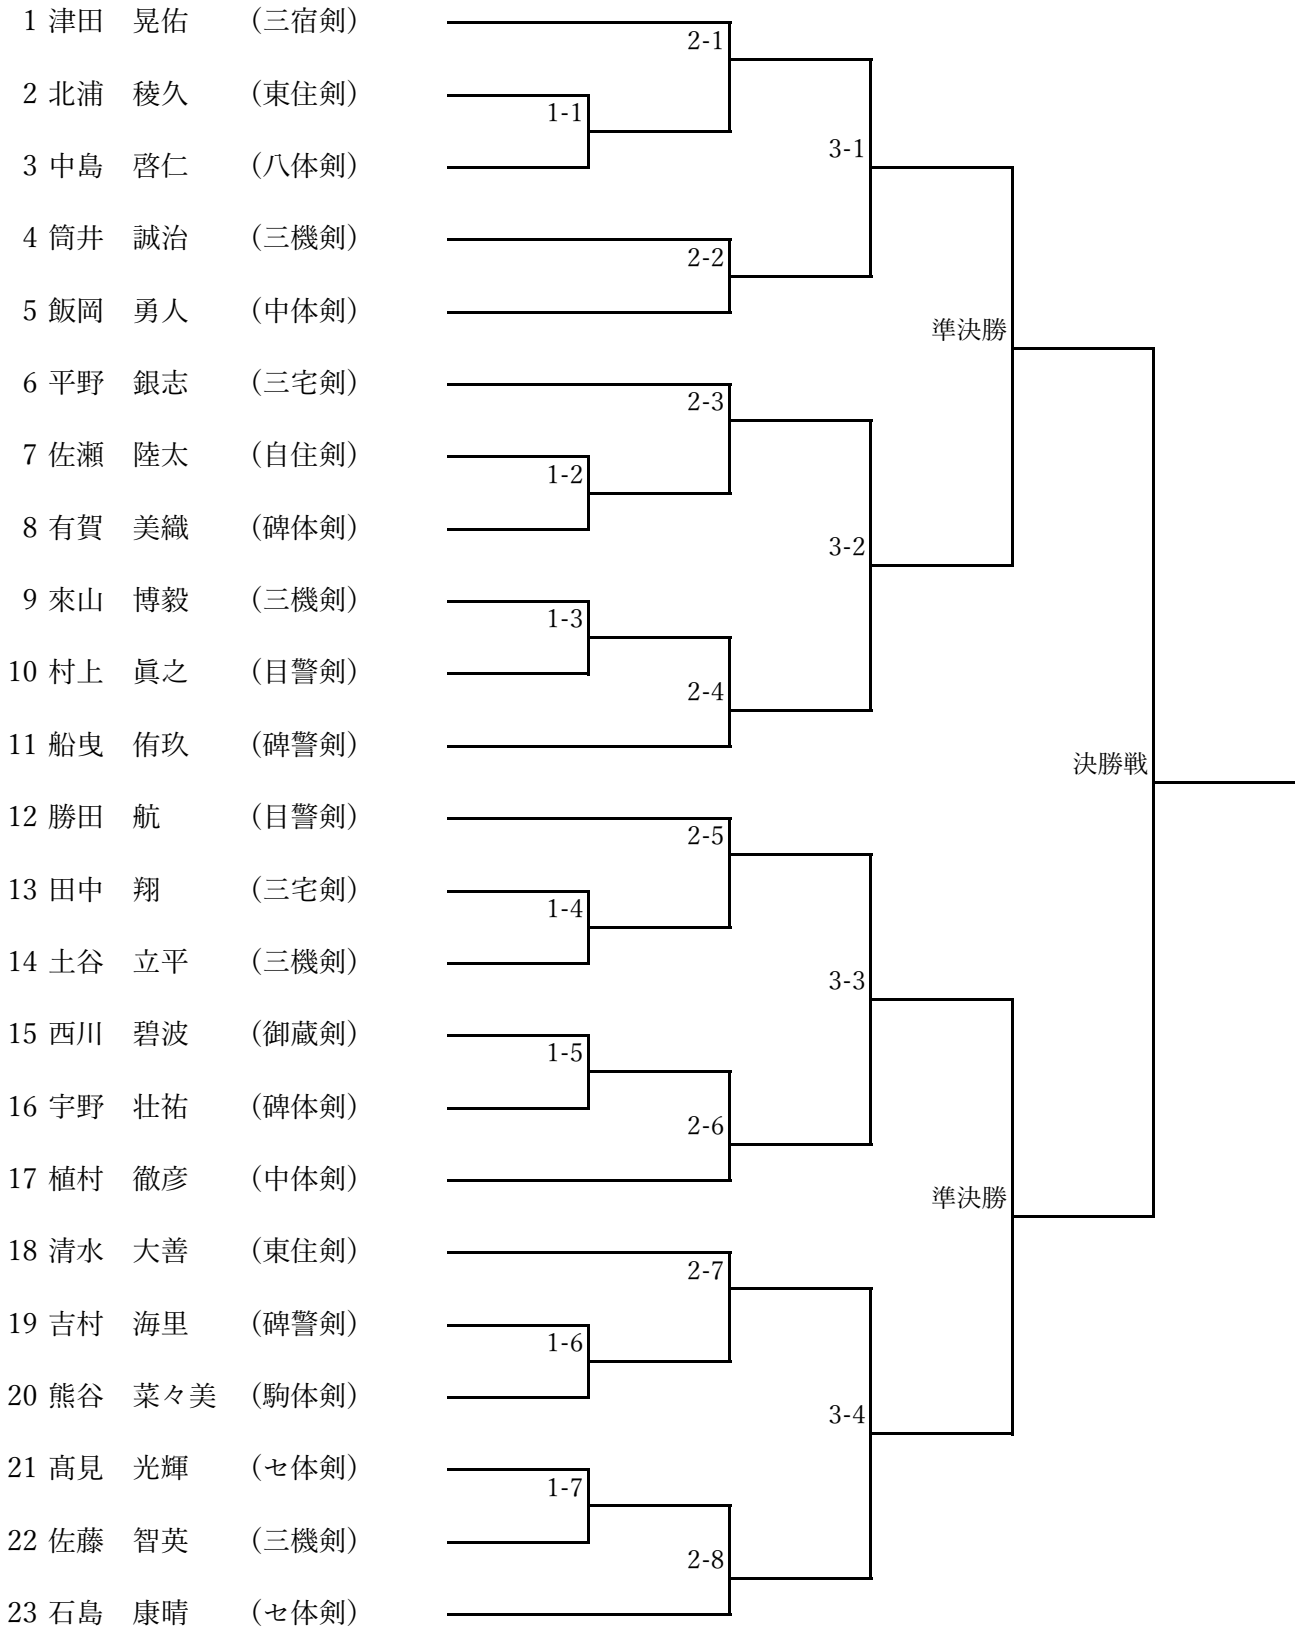 1 津田 晃佑 (三宿剣)
2-1
2 北浦 稜久 (東住剣)
1-1
3 中島 啓仁 (八体剣)
3-1
4 筒井 誠治 (三機剣)
2-2
5 飯岡 勇人 (中体剣)
準決勝
6 平野 銀志 (三宅剣)
2-3
7 佐瀬 陸太 (自住剣)
1-2
8 有賀 美織 (碑体剣)
3-2
9 來山 博毅 (三機剣)
1-3
10 村上 眞之 (目警剣)
2-4
11 船曳 侑玖 (碑警剣)
決勝戦
12 勝田 航 (目警剣)
2-5
13 田中 翔 (三宅剣)
1-4
14 土谷 立平 (三機剣)
3-3
15 西川 碧波 (御蔵剣)
1-5
16 宇野 壮祐 (碑体剣)
2-6
17 植村 徹彦 (中体剣)
準決勝
18 清水 大善 (東住剣)
2-7
19 吉村 海里 (碑警剣)
1-6
20 熊谷 菜々美 (駒体剣)
3-4
21 髙見 光輝 (セ体剣)
1-7
22 佐藤 智英 (三機剣)
2-8
23 石島 康晴 (セ体剣)